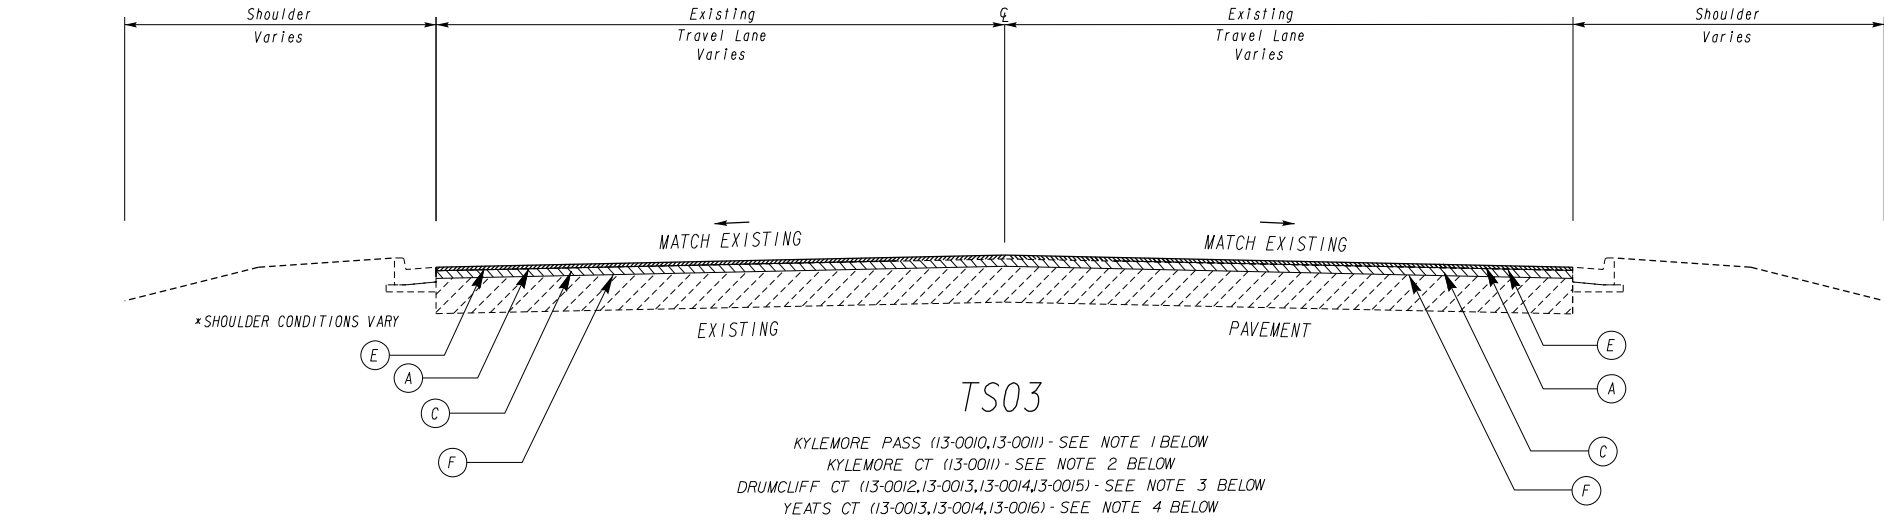 Shoulder
Varies
Existing
Travel Lane
Varies
℄
Existing
Travel Lane
Varies
Shoulder
Varies
MATCH EXISTING
MATCH EXISTING
*SHOULDER CONDITIONS VARY
EXISTING
PAVEMENT
E
A
C
F
E
A
C
F
TS03
KYLEMORE PASS (13-0010,13-0011) - SEE NOTE 1 BELOW
KYLEMORE CT (13-0011) - SEE NOTE 2 BELOW
DRUMCLIFF CT (13-0012,13-0013,13-0014,13-0015) - SEE NOTE 3 BELOW
YEATS CT (13-0013,13-0014,13-0016) - SEE NOTE 4 BELOW